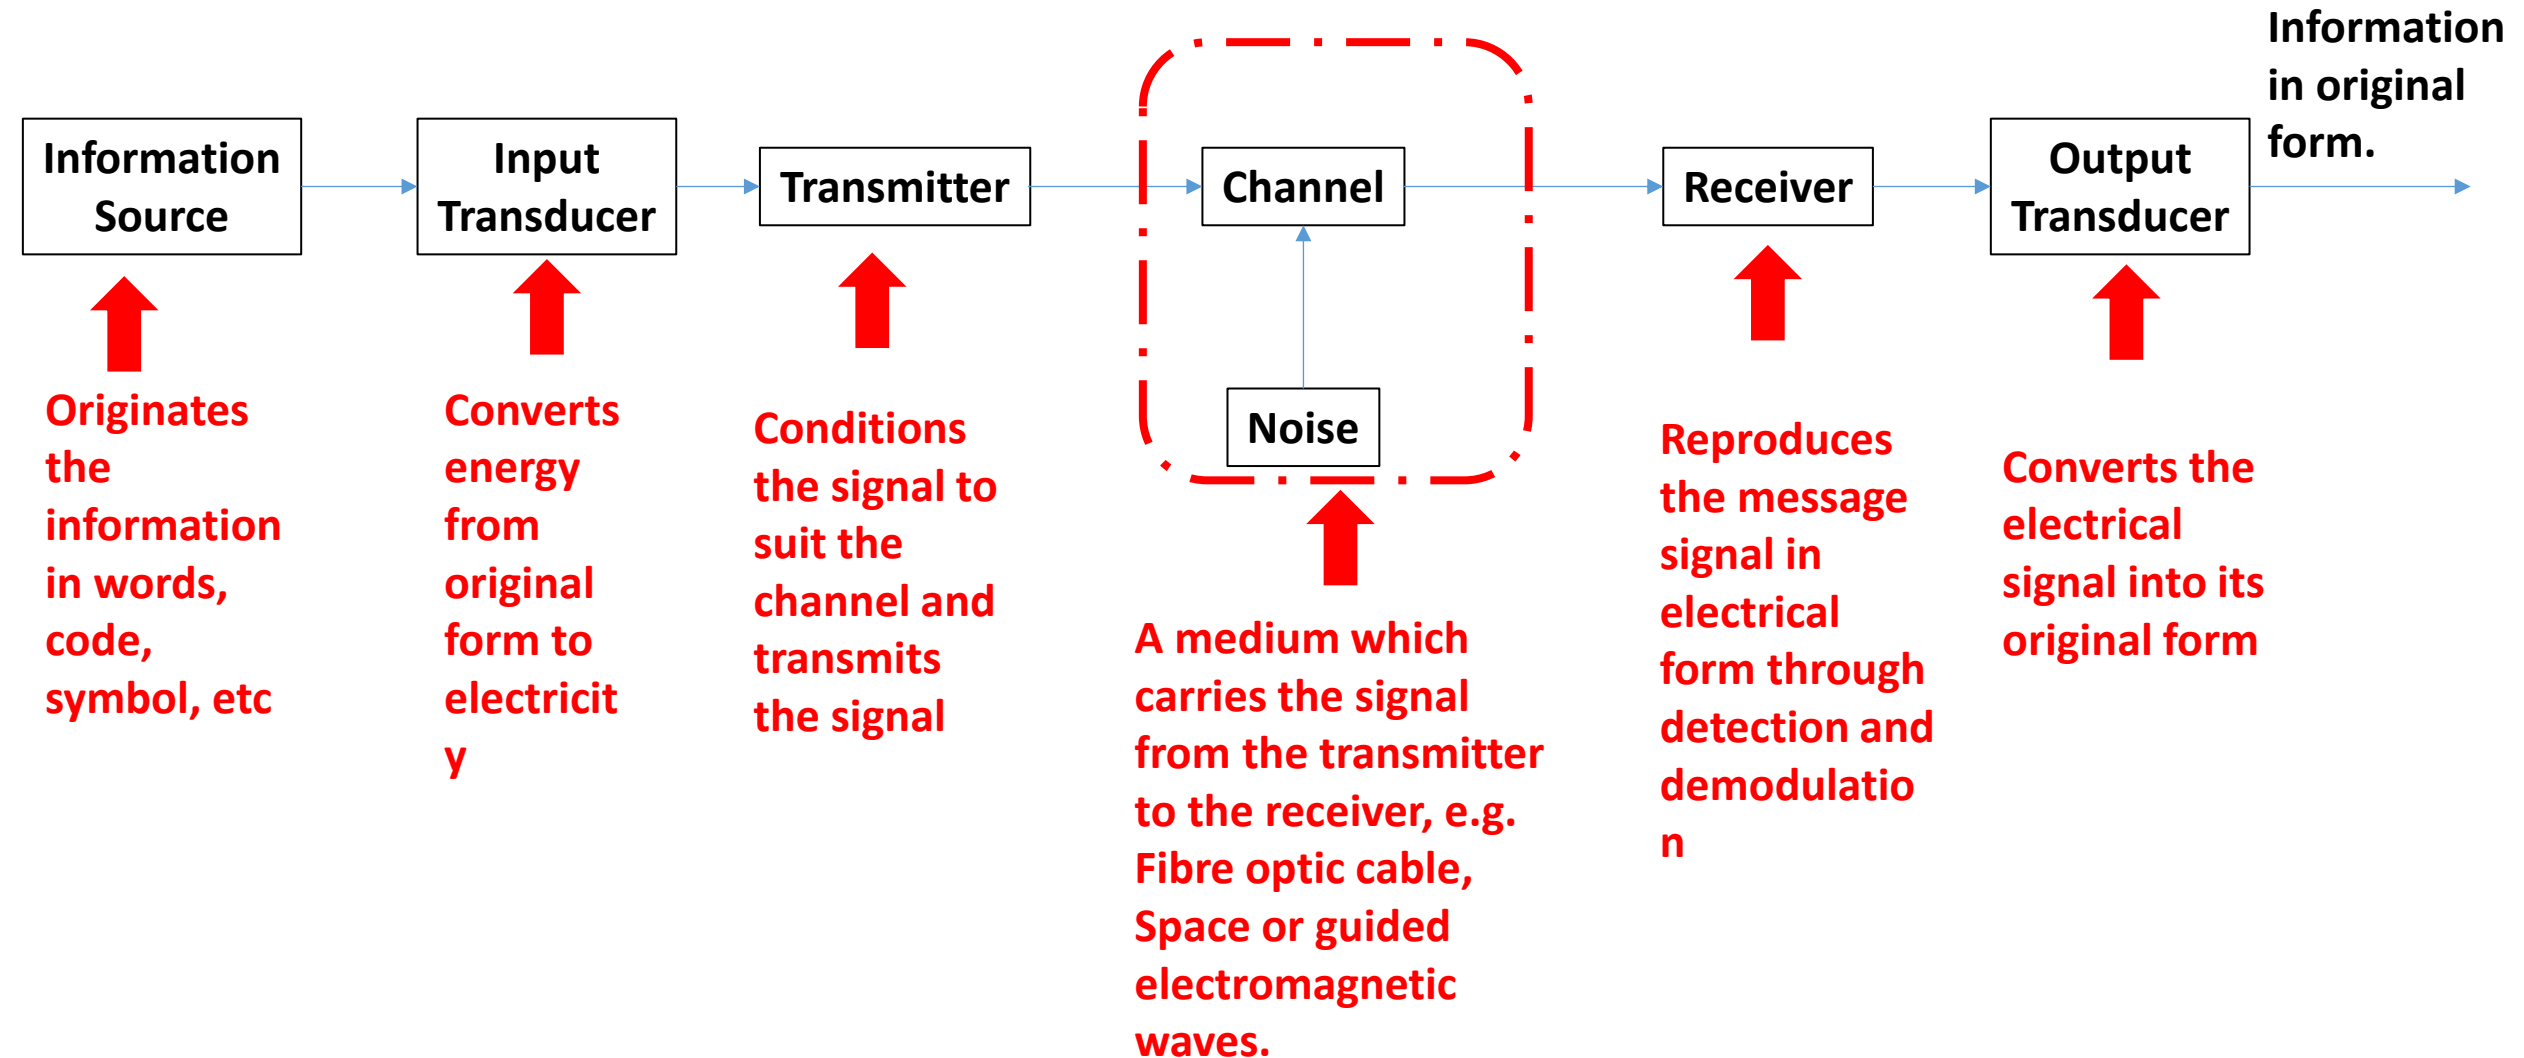 Information
Source
Input
Transducer
Transmitter
Channel
Noise
Receiver
Output
Transducer
Information
in original
form.
Originates
the
information
in words,
code,
symbol, etc
Converts
energy
from
original
form to
electricit
y
Conditions
the signal to
suit the
channel and
transmits
the signal
A medium which
carries the signal
from the transmitter
to the receiver, e.g.
Fibre optic cable,
Space or guided
electromagnetic
waves.
Reproduces
the message
signal in
electrical
form through
detection and
demodulatio
n
Converts the
electrical
signal into its
original form